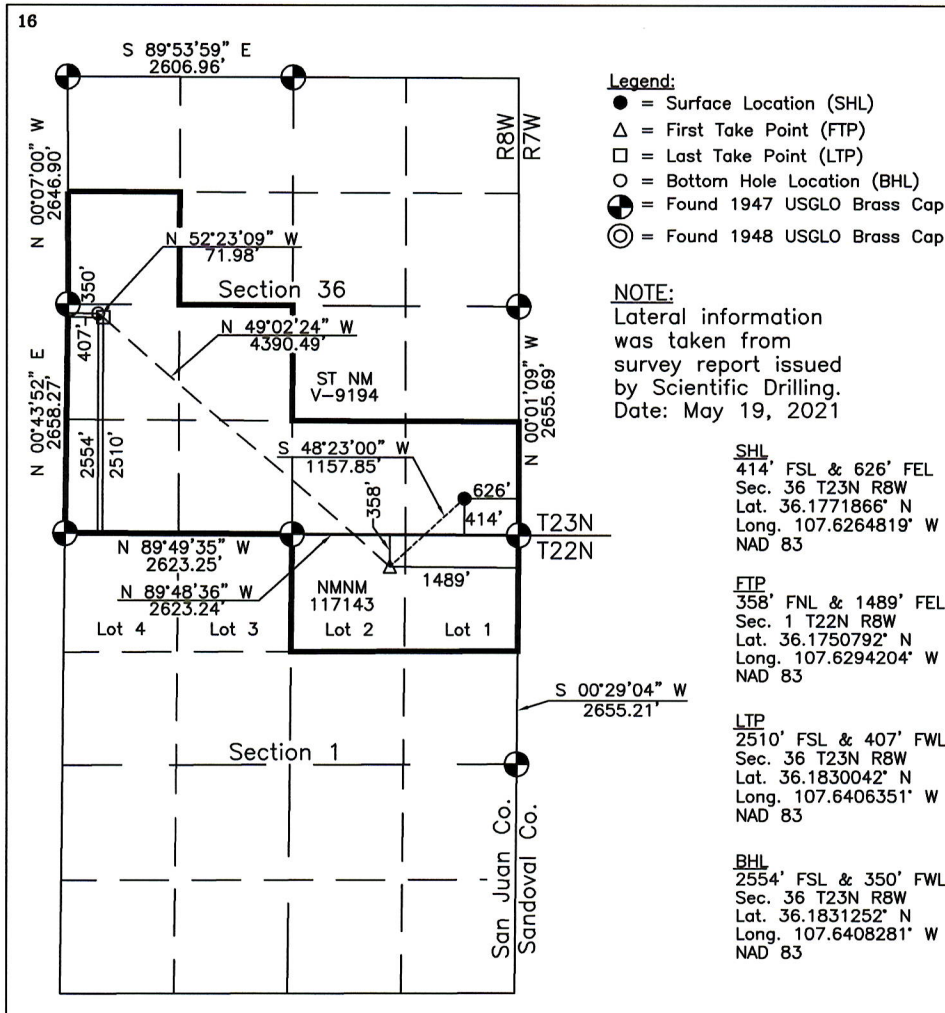 16
S 89°53'59" E
2606.96'
R8W
R7W
N 00°07'00" W
2646.90'
N 52°23'09" W
71.98'
350'
Section 36
407'
N 49°02'24" W
4390.49'
N 00°43'52" E
2658.27'
ST NM
V-9194
N 00°01'09" W
2655.69'
2554'
2510'
S 48°23'00" W
1157.85'
358'
626'
414'
T23N
T22N
N 89°49'35" W
2623.25'
1489'
N 89°48'36" W
2623.24'
NMNM
117143
Lot 4
Lot 3
Lot 2
Lot 1
S 00°29'04" W
2655.21'
Section 1
San Juan Co.
Sandoval Co.
Legend:
= Surface Location (SHL)
= First Take Point (FTP)
= Last Take Point (LTP)
= Bottom Hole Location (BHL)
= Found 1947 USGLO Brass Cap
= Found 1948 USGLO Brass Cap
NOTE:
Lateral information
was taken from
survey report issued
by Scientific Drilling.
Date: May 19, 2021
SHL
414' FSL & 626' FEL
Sec. 36 T23N R8W
Lat. 36.1771866° N
Long. 107.6264819° W
NAD 83
FTP
358' FNL & 1489' FEL
Sec. 1 T22N R8W
Lat. 36.1750792° N
Long. 107.6294204° W
NAD 83
LTP
2510' FSL & 407' FWL
Sec. 36 T23N R8W
Lat. 36.1830042° N
Long. 107.6406351° W
NAD 83
BHL
2554' FSL & 350' FWL
Sec. 36 T23N R8W
Lat. 36.1831252° N
Long. 107.6408281° W
NAD 83